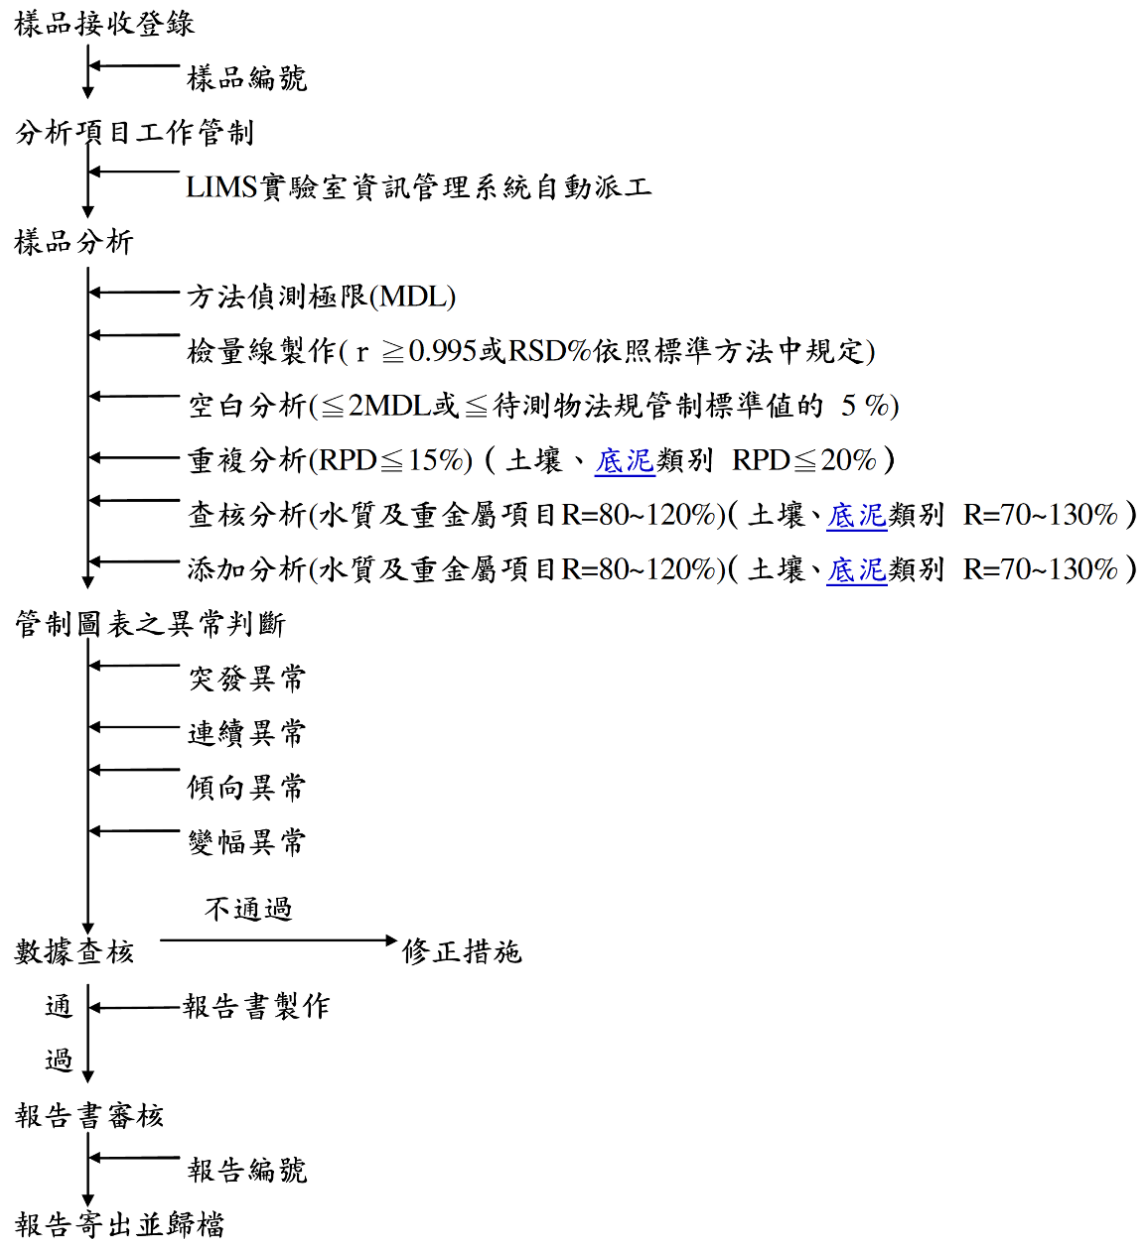 樣品接收登錄
樣品編號
分析項目工作管制
LIMS實驗室資訊管理系統自動派工
樣品分析
方法偵測極限(MDL)
檢量線製作( r ≧0.995或RSD%依照標準方法中規定)
空白分析(≦2MDL或≦待測物法規管制標準值的 5 %)
重複分析(RPD≦15%) ( 土壤、底泥類別 RPD≦20% )
查核分析(水質及重金屬項目R=80~120%)( 土壤、底泥類別 R=70~130% )
添加分析(水質及重金屬項目R=80~120%)( 土壤、底泥類別 R=70~130% )
管制圖表之異常判斷
突發異常
連續異常
傾向異常
變幅異常
不通過
數據查核
修正措施
通
報告書製作
過
報告書審核
報告編號
報告寄出並歸檔